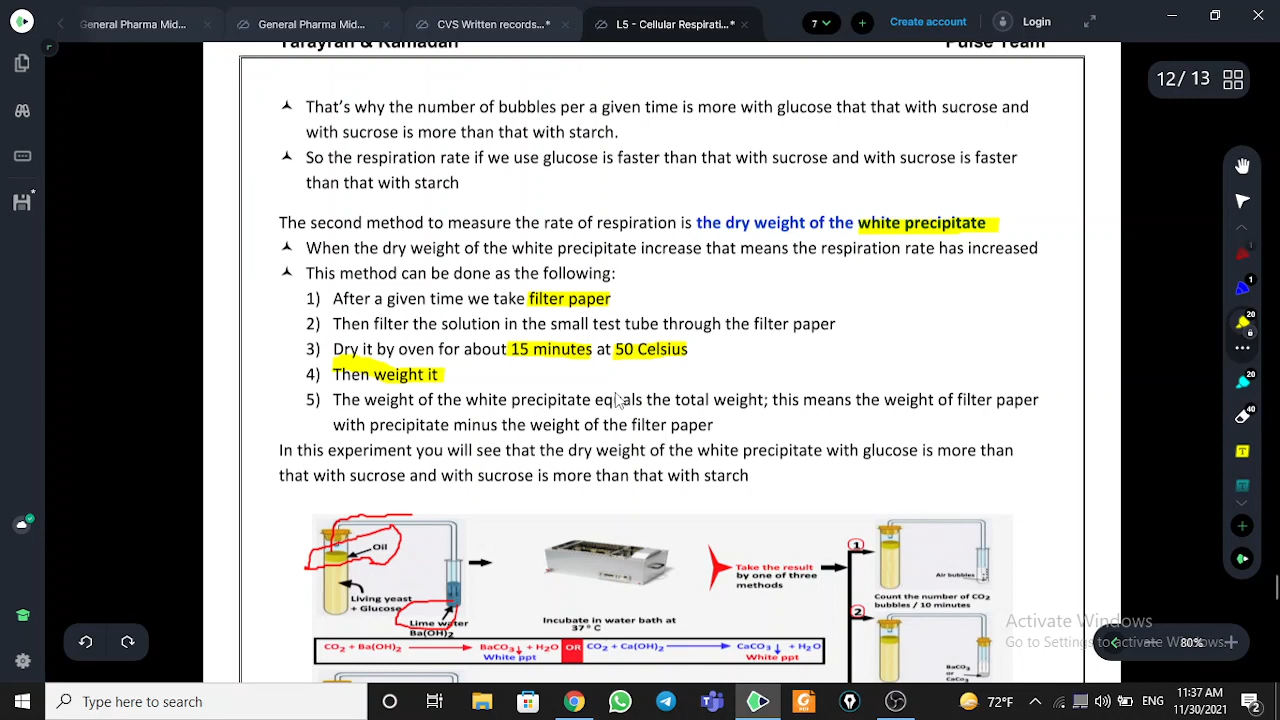 General Pharma Mid...
General Pharma Mid...
CVS Written records...*
L5 - Cellular Respirati...*
7
Create account
Login
Tarayrah & Ramadan
Pulse Team
12/ 13
That's why the number of bubbles per a given time is more with glucose that that with sucrose and
with sucrose is more than that with starch.
So the respiration rate if we use glucose is faster than that with sucrose and with sucrose is faster
than that with starch
The second method to measure the rate of respiration is the dry weight of the white precipitate
When the dry weight of the white precipitate increase that means the respiration rate has increased
This method can be done as the following:
1) After a given time we take filter paper
2) Then filter the solution in the small test tube through the filter paper
3) Dry it by oven for about 15 minutes at 50 Celsius
4) Then weight it
5) The weight of the white precipitate equals the total weight; this means the weight of filter paper
with precipitate minus the weight of the filter paper
In this experiment you will see that the dry weight of the white precipitate with glucose is more than
that with sucrose and with sucrose is more than that with starch
Oil
Living yeast
+ Glucose
Lime water
Ba(OH)2
Incubate in water bath at
37° C
Take the result
by one of three
methods
1
Air bubbles
Count the number of CO2
bubbles / 10 minutes
2
BaCO3
or
CaCo3
CO2 + Ba(OH)2 BaCO3↓ + H2O OR CO2 + Ca(OH)2 CaCO3↓ + H2O
White ppt White ppt
1
20
1
20
40
T
T
Activate Windows
Go to Settings to activate Windows.
80%
Type here to search
72°F
ENG
11:37 AM
11/30/2021
2